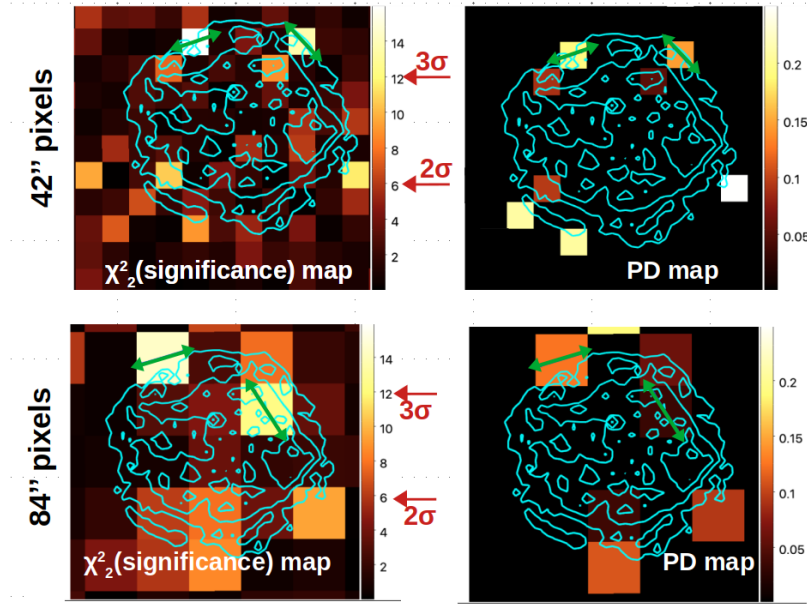 42” pixels
14
12
10
8
6
4
2
3σ
2σ
0.2
0.15
0.1
0.05
χ²₂(significance) map
PD map
84” pixels
14
12
10
8
6
4
2
3σ
2σ
0.2
0.15
0.1
0.05
χ²₂(significance) map
PD map